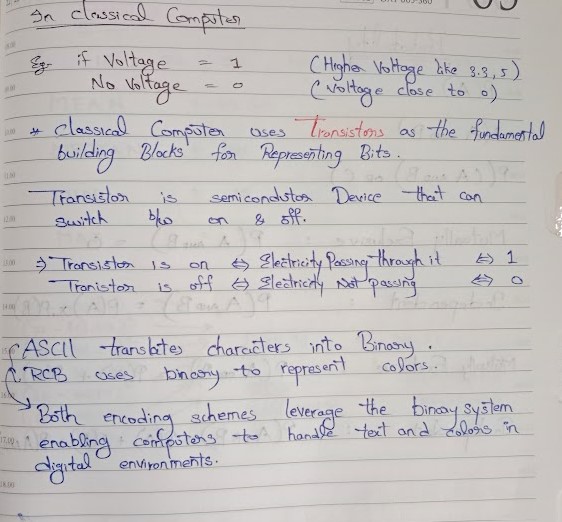 In classical Computer
Eg. if Voltage = 1 (Higher Voltage like 3.3, 5)
No Voltage = 0 (voltage close to 0)
* Classical Computer uses Transistors as the fundamental
building Blocks for Representing Bits.
Transistor is semiconductor Device that can
switch b/w on & off.
⇒ Transistor is on ⇔ Electricity Passing through it ⇔ 1
Tranistor is off ⇔ Electricity Not passing ⇔ 0
ASCII translates characters into Binary.
RCB uses binary to represent colors.
Both encoding schemes leverage the binary system
enabling computers to handle text and colors in
digital environments.